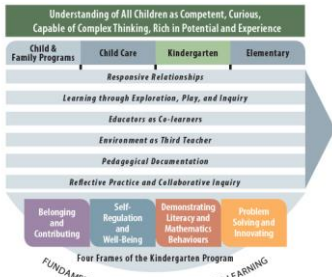 Understanding of All Children as Competent, Curious,
Capable of Complex Thinking, Rich in Potential and Experience
Child &
Family Programs
Child Care
Kindergarten
Elementary
Responsive Relationships
Learning through Exploration, Play, and Inquiry
Educators as Co-learners
Environment as Third Teacher
Pedagogical Documentation
Reflective Practice and Collaborative Inquiry
Belonging
and
Contributing
Self-
Regulation
and
Well-Being
Demonstrating
Literacy and
Mathematics
Behaviours
Problem
Solving and
Innovating
Four Frames of the Kindergarten Program
LEARNING